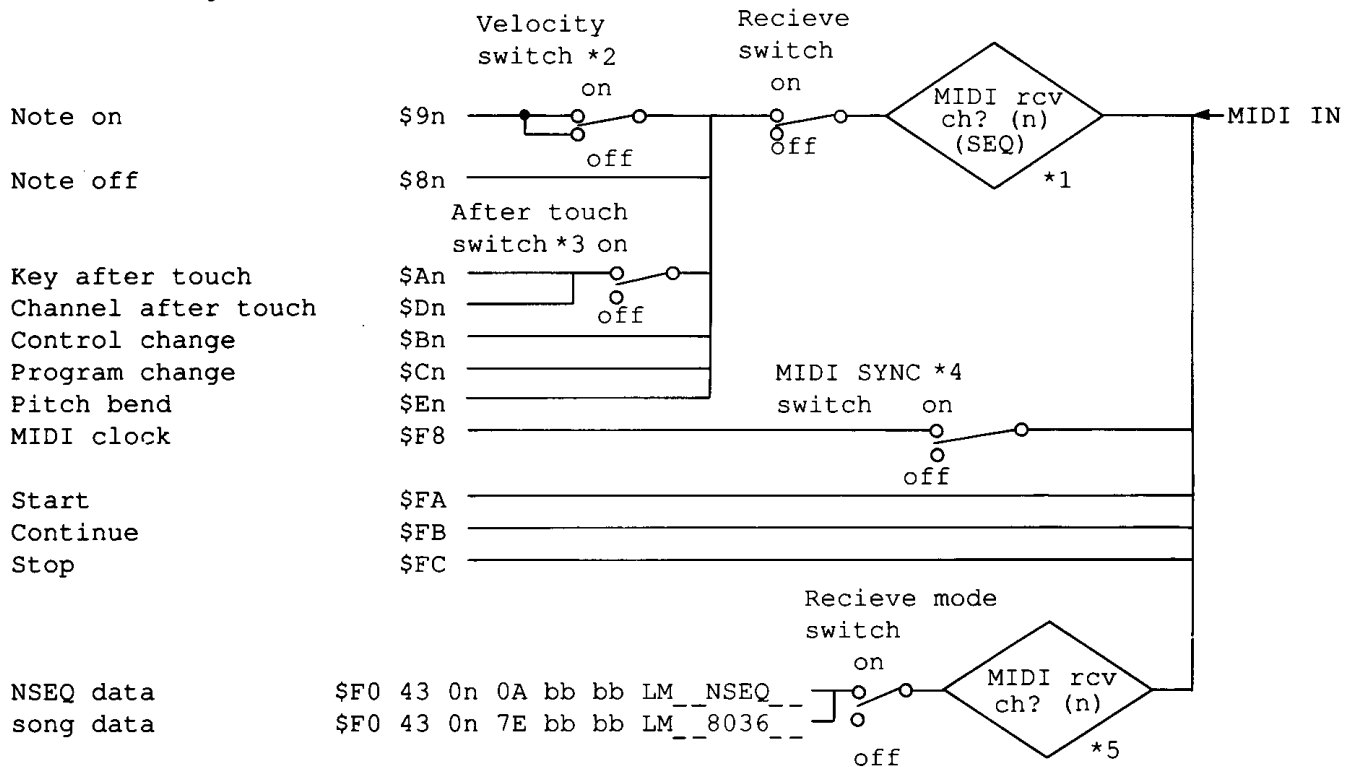 Velocity
switch *2
on
Recieve
switch
on
Note on $9n
MIDI rcv
ch? (n)
(SEQ)
MIDI IN
off
off
*1
Note off $8n
After touch
switch *3 on
Key after touch $An
Channel after touch $Dn
off
Control change $Bn
Program change $Cn
MIDI SYNC *4
Pitch bend $En
switch on
MIDI clock $F8
off
Start $FA
Continue $FB
Stop $FC
Recieve mode
switch
on
MIDI rcv
ch? (n)
NSEQ data $F0 43 0n 0A bb bb LM__NSEQ__
song data $F0 43 0n 7E bb bb LM__8036__
*5
off